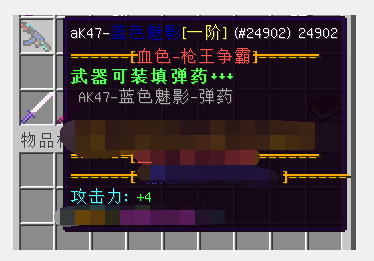 aK47-蓝色魅影[一阶] (#24902) 24902
═════[血色-枪王争霸]═════
武器可装填弹药+++
AK47-蓝色魅影-弹药
物品
攻击力: +4